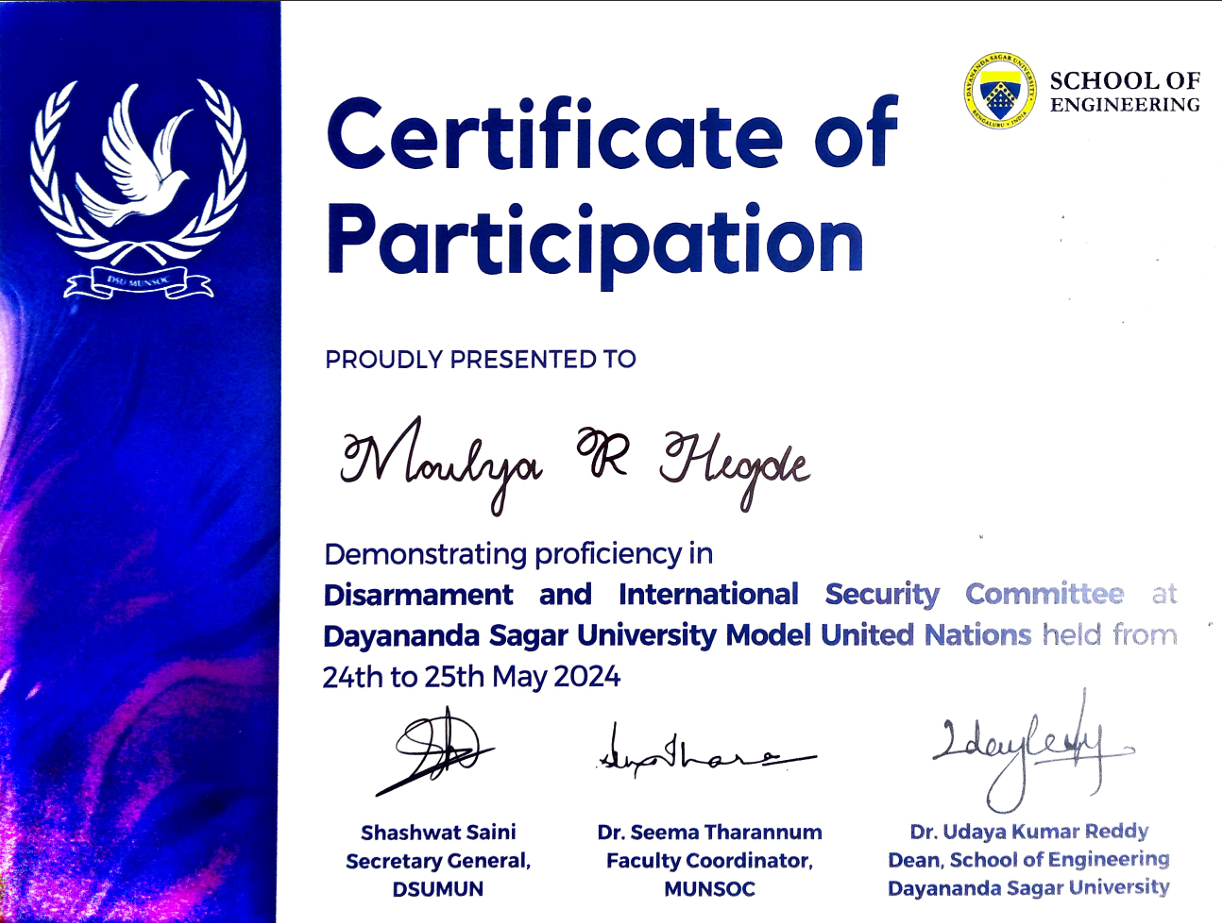 DAYANANDA SAGAR UNIVERSITY
BENGALURU • INDIA
SCHOOL OF
ENGINEERING
DSU MUNSOC
Certificate of
Participation
PROUDLY PRESENTED TO
Moulya R Hegde
Demonstrating proficiency in
Disarmament and International Security Committee at
Dayananda Sagar University Model United Nations held from
24th to 25th May 2024
Shashwat Saini
Secretary General,
DSUMUN
Dr. Seema Tharannum
Faculty Coordinator,
MUNSOC
Dr. Udaya Kumar Reddy
Dean, School of Engineering
Dayananda Sagar University